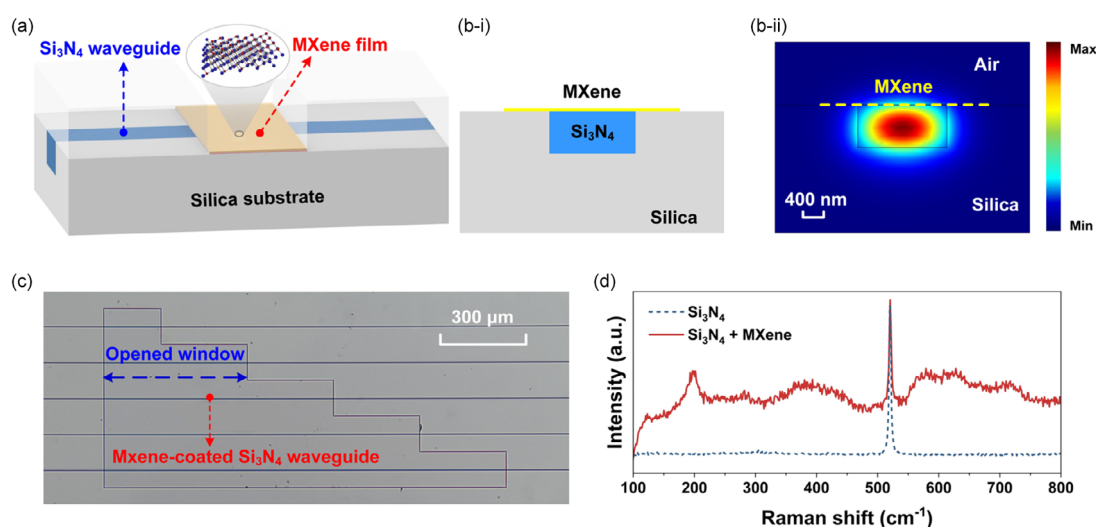 (a)
Si₃N₄ waveguide
MXene film
Silica substrate
(b-i)
MXene
Si₃N₄
Silica
(b-ii)
Air
MXene
400 nm
Silica
Max
Min
(c)
300 μm
Opened window
Mxene-coated Si₃N₄ waveguide
(d)
Si₃N₄
Si₃N₄ + MXene
Intensity (a.u.)
100 200 300 400 500 600 700 800
Raman shift (cm⁻¹)